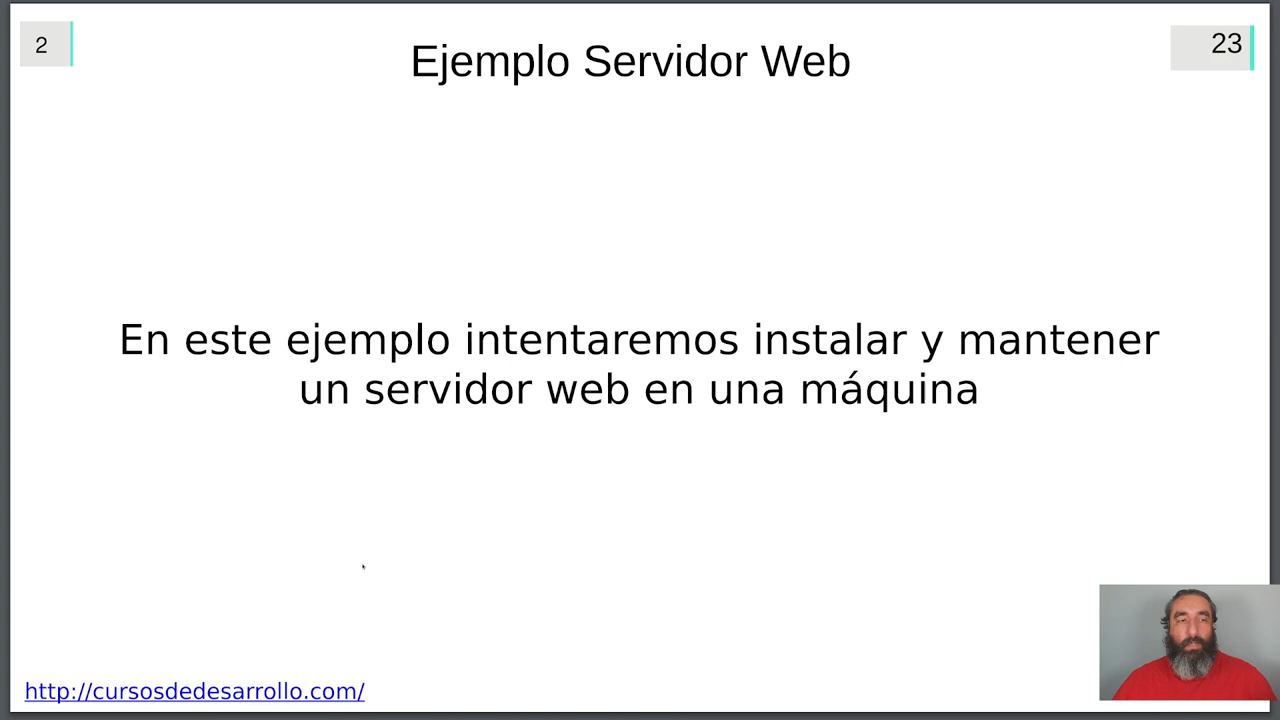 2
Ejemplo Servidor Web
23
En este ejemplo intentaremos instalar y mantener
un servidor web en una máquina
http://cursosdedesarrollo.com/